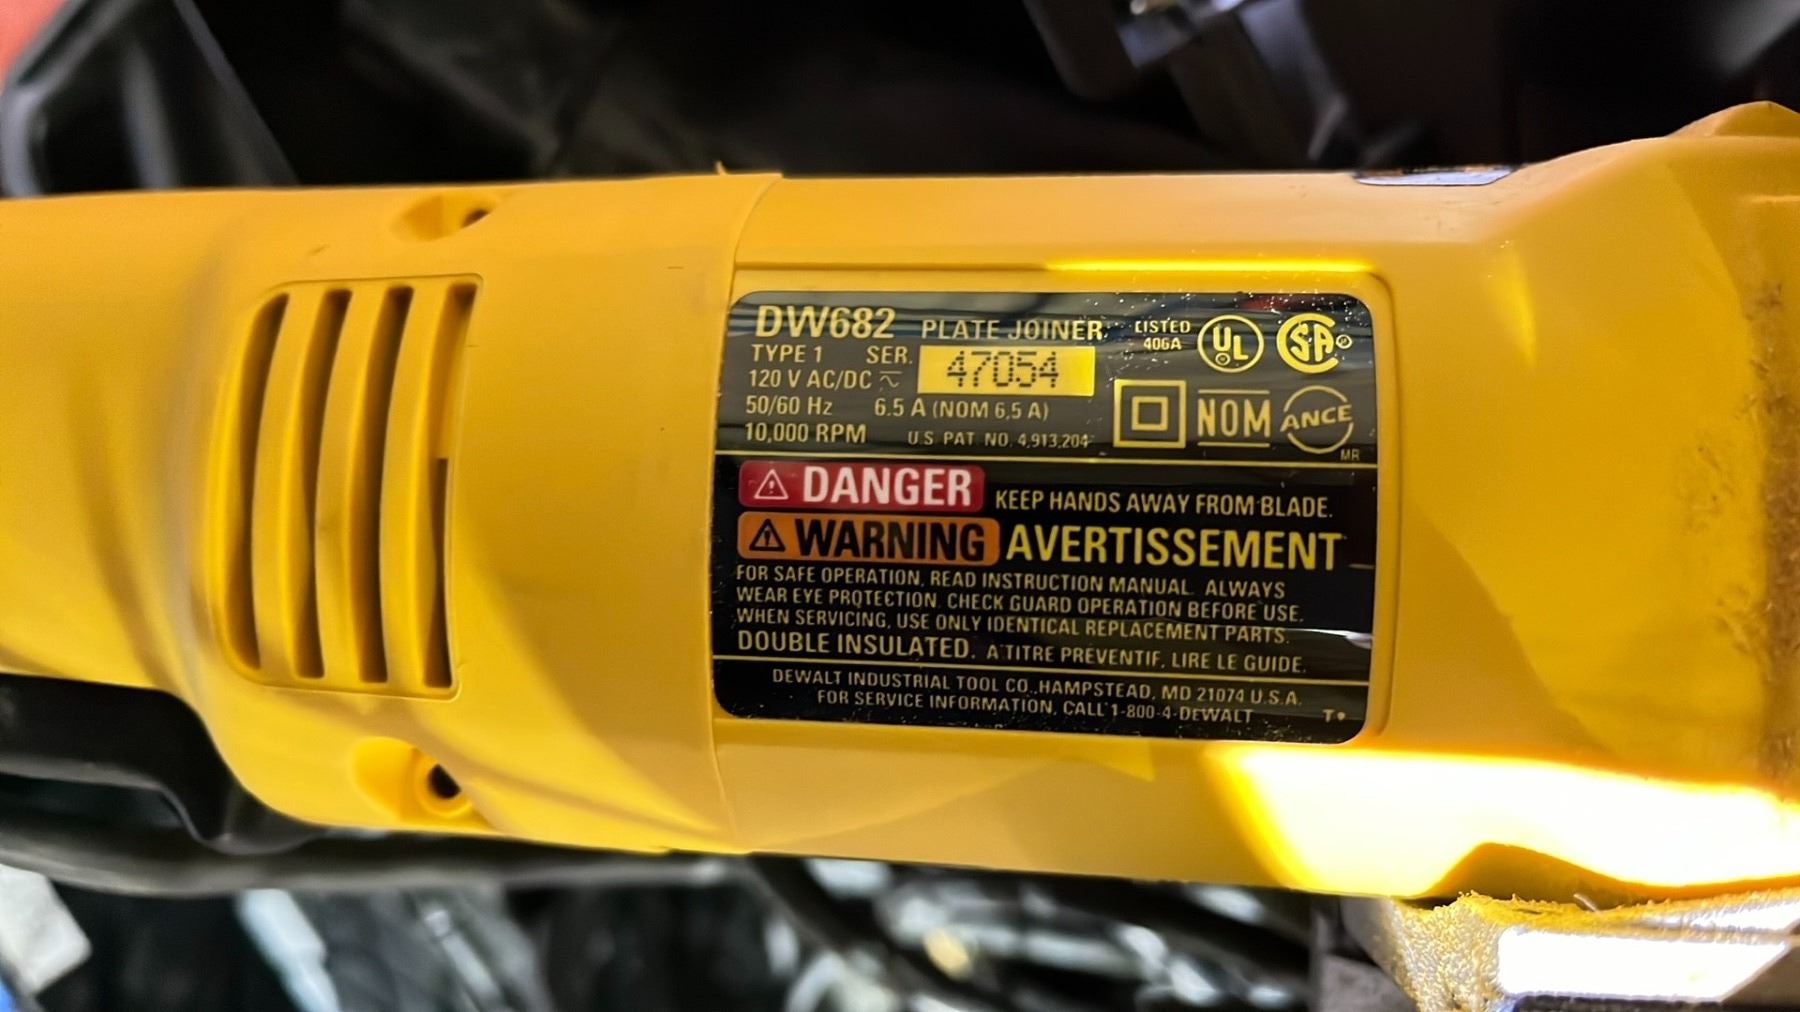 DW682 PLATE JOINER LISTED 406A UL SA
TYPE 1 SER. 47054
120 V AC/DC
50/60 Hz 6.5 A (NOM 6,5 A) NOM ANCE
10,000 RPM U.S. PAT. NO. 4,913,204 MR
DANGER KEEP HANDS AWAY FROM BLADE.
WARNING AVERTISSEMENT
FOR SAFE OPERATION, READ INSTRUCTION MANUAL. ALWAYS
WEAR EYE PROTECTION. CHECK GUARD OPERATION BEFORE USE.
WHEN SERVICING, USE ONLY IDENTICAL REPLACEMENT PARTS.
DOUBLE INSULATED. A TITRE PREVENTIF, LIRE LE GUIDE.
DEWALT INDUSTRIAL TOOL CO., HAMPSTEAD, MD 21074 U.S.A.
FOR SERVICE INFORMATION, CALL 1-800-4-DEWALT T